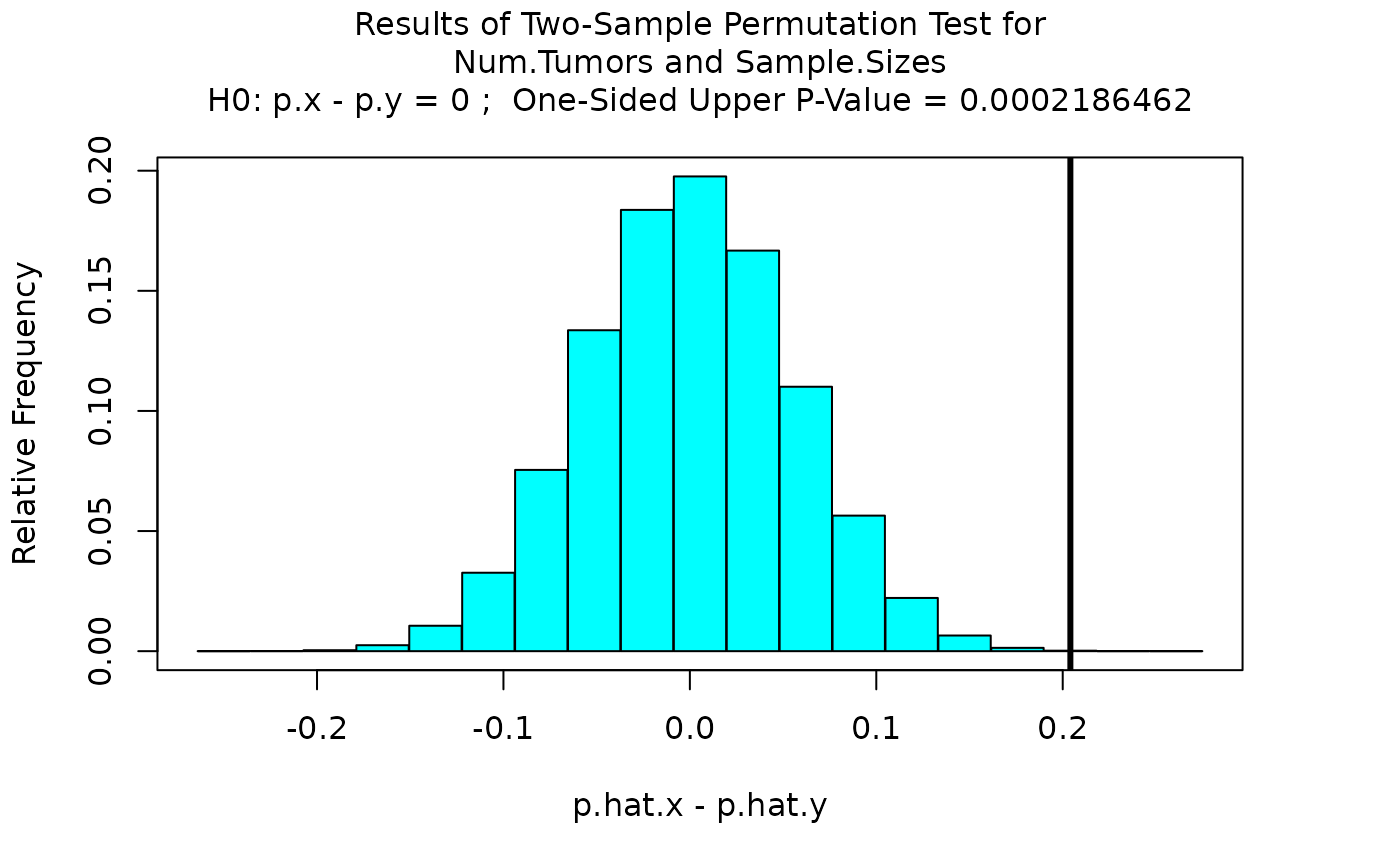 Results of Two-Sample Permutation Test for
Num.Tumors and Sample.Sizes
H0: p.x - p.y = 0 ;  One-Sided Upper P-Value = 0.0002186462
Relative Frequency
0.20
0.15
0.10
0.05
0.00
-0.2
-0.1
0.0
0.1
0.2
p.hat.x - p.hat.y